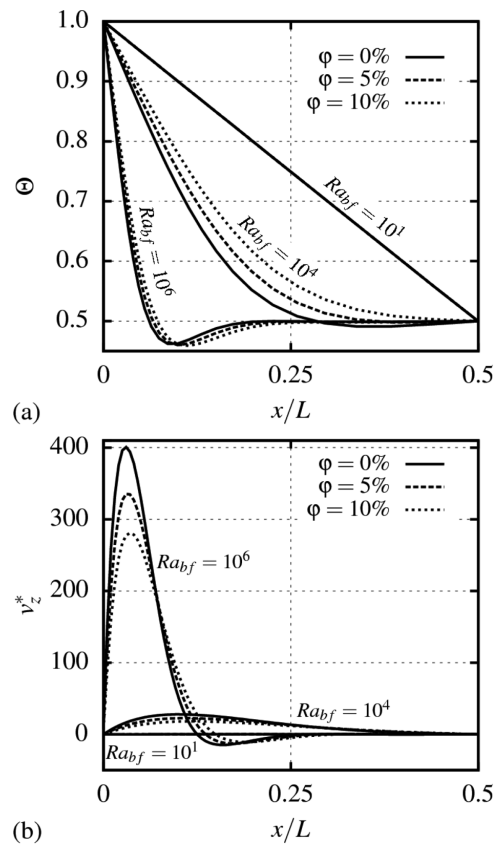 1.0
φ = 0%
φ = 5%
φ = 10%
0.9
0.8
Θ
0.7
0.6
0.5
Ra_bf = 10^1
Ra_bf = 10^4
Ra_bf = 10^6
0 0.25 0.5
(a) x/L
400
φ = 0%
φ = 5%
φ = 10%
300
Ra_bf = 10^6
v_z^*
200
100
Ra_bf = 10^4
0
Ra_bf = 10^1
0 0.25 0.5
(b) x/L